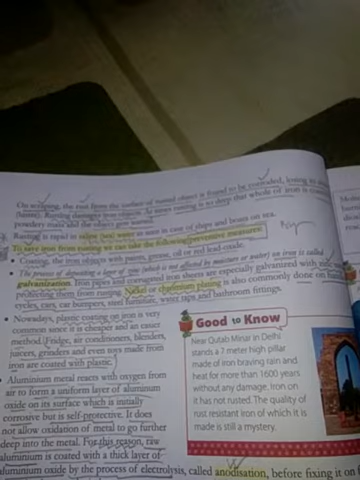 On scraping, the rust from the surface of rusted object is found to be corroded,
Rusting damages iron objects. At times rusting is so deep that whole of iron is
powdery mass and the object gets wasted.
Rusting is rapid in saline (sea) water as seen in case of ships and boats on sea.
To save iron from rusting we can take the following preventive measures:
• Coating the iron objects with paints, grease, oil or red lead-oxide.
• The process of depositing a layer of zinc (which is not affected by moisture or water) on iron is called
galvanization. Iron pipes and corrugated iron sheets are especially galvanized with zinc
protecting them from rusting. Nickel or chromium plating is also commonly done on
cycles, cars, car bumpers, steel furniture, water taps and bathroom fittings.
• Nowadays, plastic coating on iron is very
common since it is cheaper and an easier
method. (Fridge, air conditioners, blenders,
juicers, grinders and even toys made from
iron are coated with plastic.)
• Aluminium metal reacts with oxygen from
air to form a uniform layer of aluminium
oxide on its surface which is initially
corrosive but is self-protective. It does
not allow oxidation of metal to go further
deep into the metal. For this reason, raw
aluminium is coated with a thick layer of
aluminium oxide by the process of electrolysis, called anodisation, before fixing it on
Good to Know
Near Qutab Minar in Delhi
stands a 7 meter high pillar
made of iron braving rain and
heat for more than 1600 years
without any damage. Iron on
it has not rusted. The quality of
rust resistant iron of which it is
made is still a mystery.